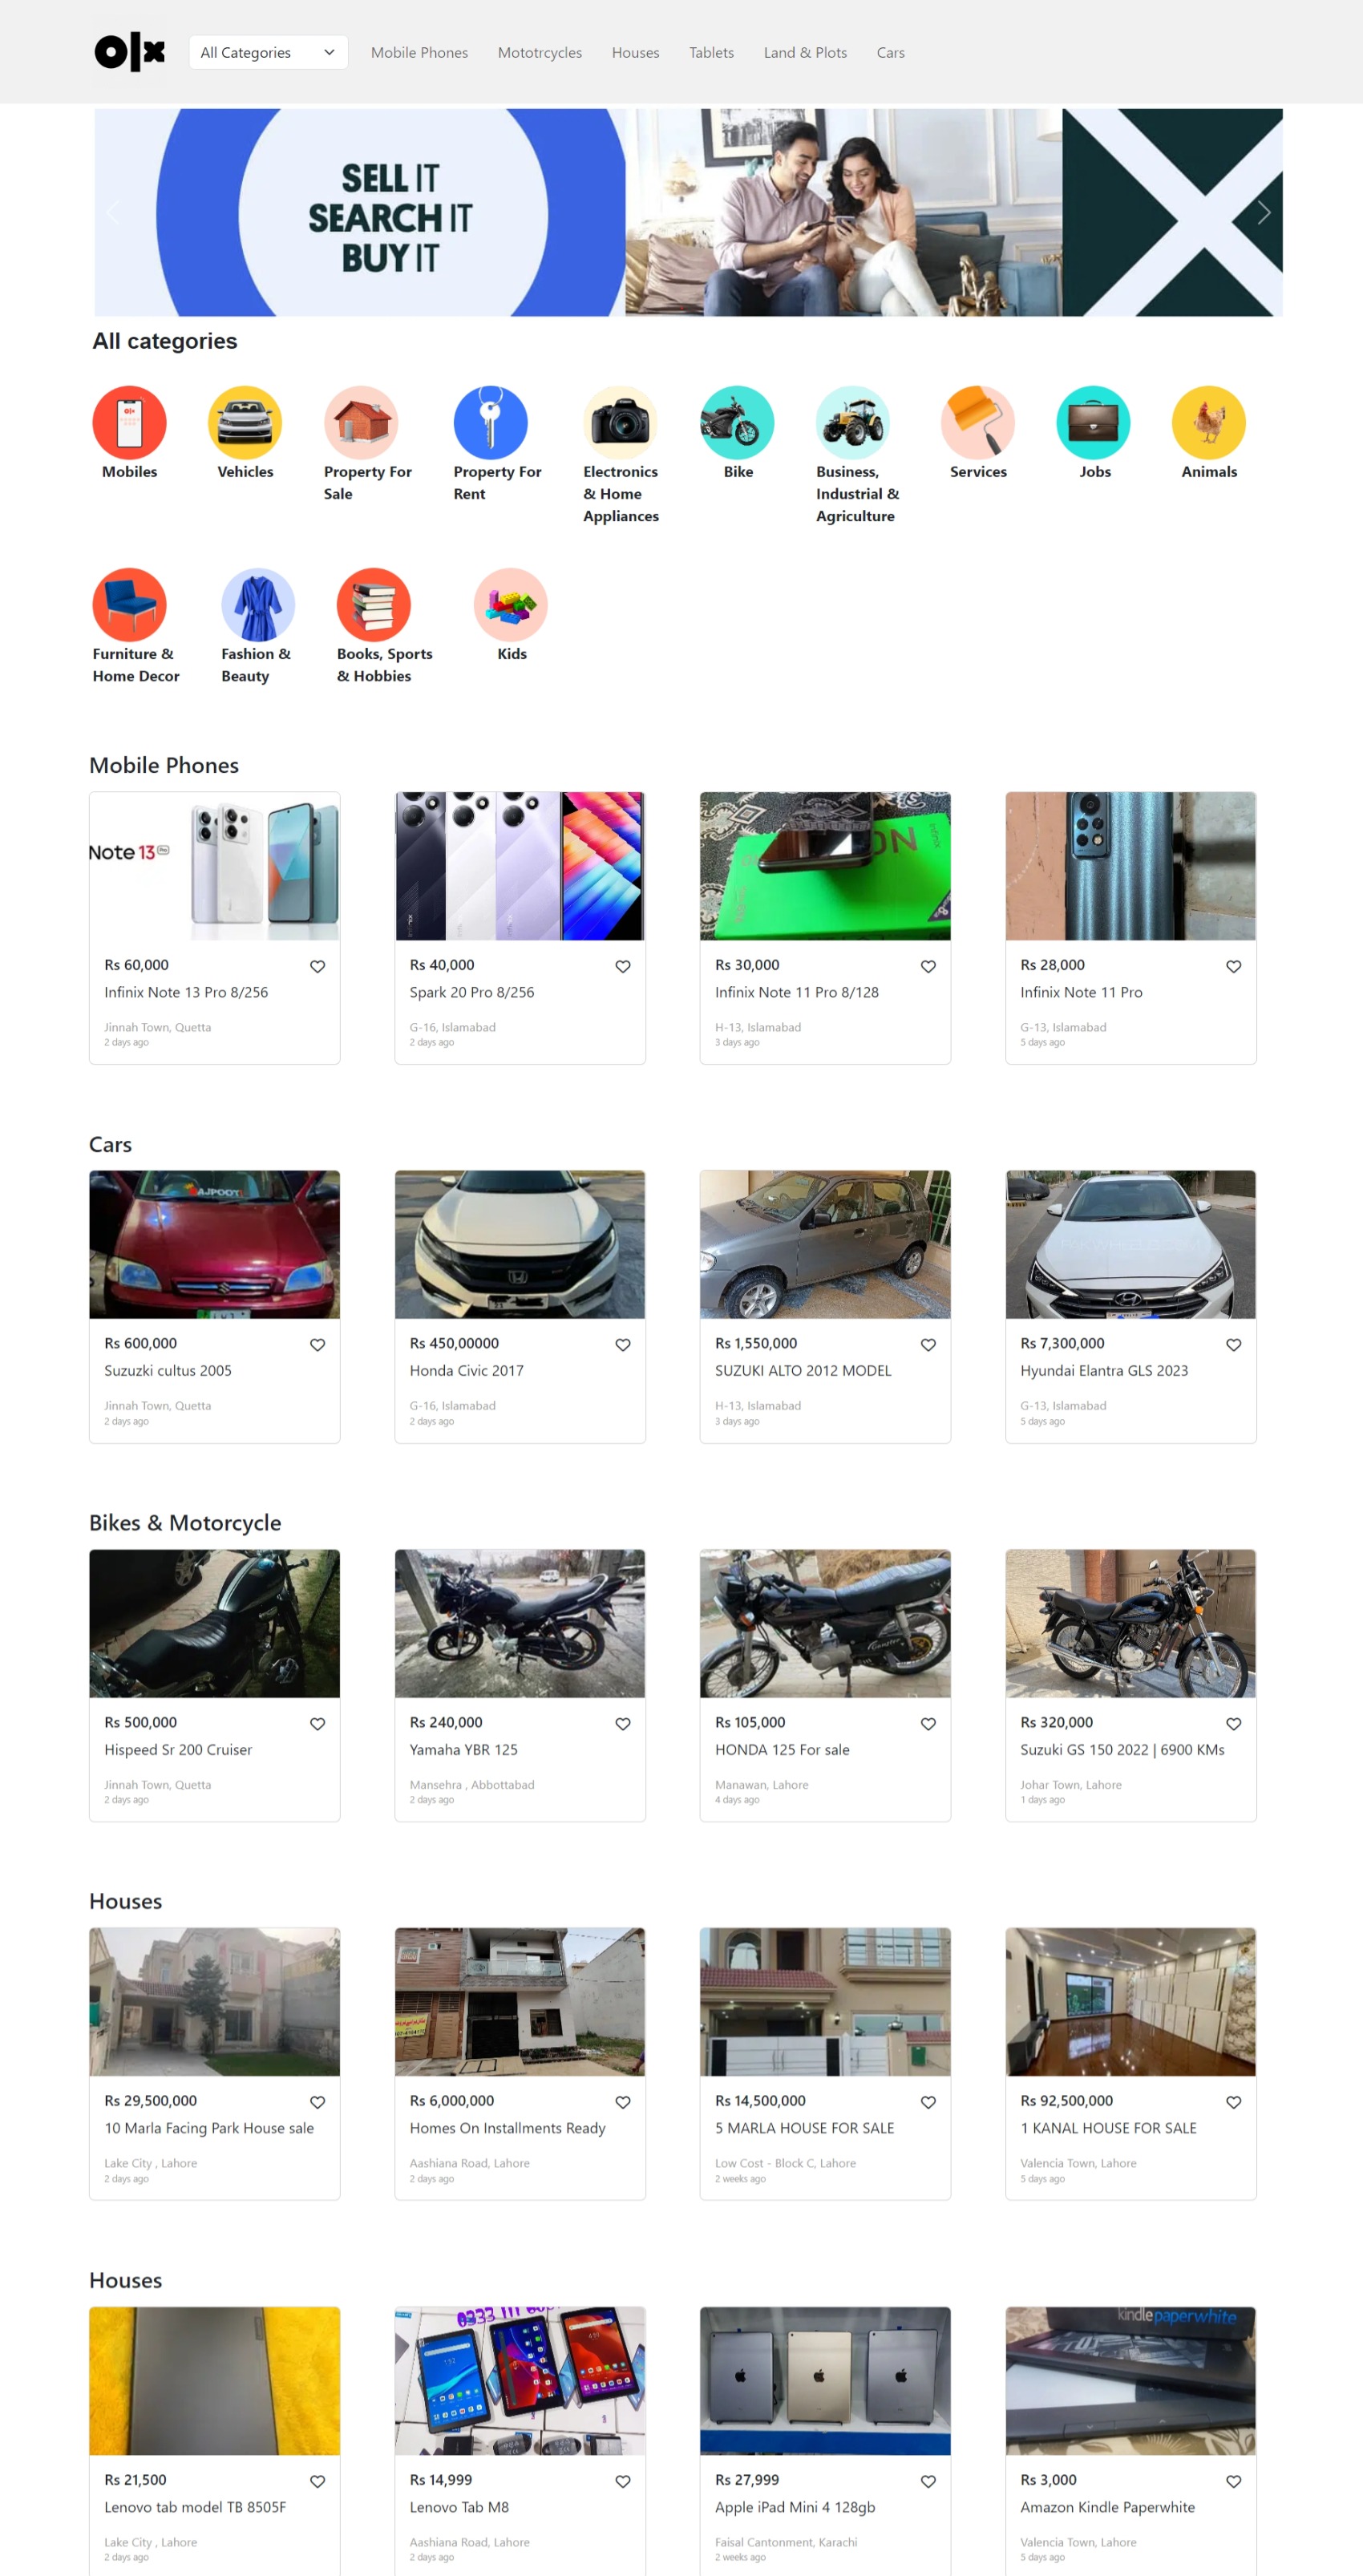 olx
All Categories
Mobile Phones
Mototrcycles
Houses
Tablets
Land & Plots
Cars
SELL IT
SEARCH IT
BUY IT
All categories
Mobiles
Vehicles
Property For
Sale
Property For
Rent
Electronics
& Home
Appliances
Bike
Business,
Industrial &
Agriculture
Services
Jobs
Animals
Furniture &
Home Decor
Fashion &
Beauty
Books, Sports
& Hobbies
Kids
Mobile Phones
Note 13 Pro
Rs 60,000
Infinix Note 13 Pro 8/256
Jinnah Town, Quetta
2 days ago
Rs 40,000
Spark 20 Pro 8/256
G-16, Islamabad
2 days ago
Rs 30,000
Infinix Note 11 Pro 8/128
H-13, Islamabad
3 days ago
Rs 28,000
Infinix Note 11 Pro
G-13, Islamabad
5 days ago
Cars
RAJPOOT
Rs 600,000
Suzuzki cultus 2005
Jinnah Town, Quetta
2 days ago
Rs 450,00000
Honda Civic 2017
G-16, Islamabad
2 days ago
Rs 1,550,000
SUZUKI ALTO 2012 MODEL
H-13, Islamabad
3 days ago
Rs 7,300,000
Hyundai Elantra GLS 2023
G-13, Islamabad
5 days ago
Bikes & Motorcycle
Rs 500,000
Hispeed Sr 200 Cruiser
Jinnah Town, Quetta
2 days ago
Rs 240,000
Yamaha YBR 125
Mansehra , Abbottabad
2 days ago
Rs 105,000
HONDA 125 For sale
Manawan, Lahore
4 days ago
Rs 320,000
Suzuki GS 150 2022 | 6900 KMs
Johar Town, Lahore
1 days ago
Houses
Rs 29,500,000
10 Marla Facing Park House sale
Lake City , Lahore
2 days ago
Rs 6,000,000
Homes On Installments Ready
Aashiana Road, Lahore
2 days ago
Rs 14,500,000
5 MARLA HOUSE FOR SALE
Low Cost - Block C, Lahore
2 weeks ago
Rs 92,500,000
1 KANAL HOUSE FOR SALE
Valencia Town, Lahore
5 days ago
Houses
kindle paperwhite
Rs 21,500
Lenovo tab model TB 8505F
Lake City , Lahore
2 days ago
Rs 14,999
Lenovo Tab M8
Aashiana Road, Lahore
2 days ago
Rs 27,999
Apple iPad Mini 4 128gb
Faisal Cantonment, Karachi
2 weeks ago
Rs 3,000
Amazon Kindle Paperwhite
Valencia Town, Lahore
5 days ago